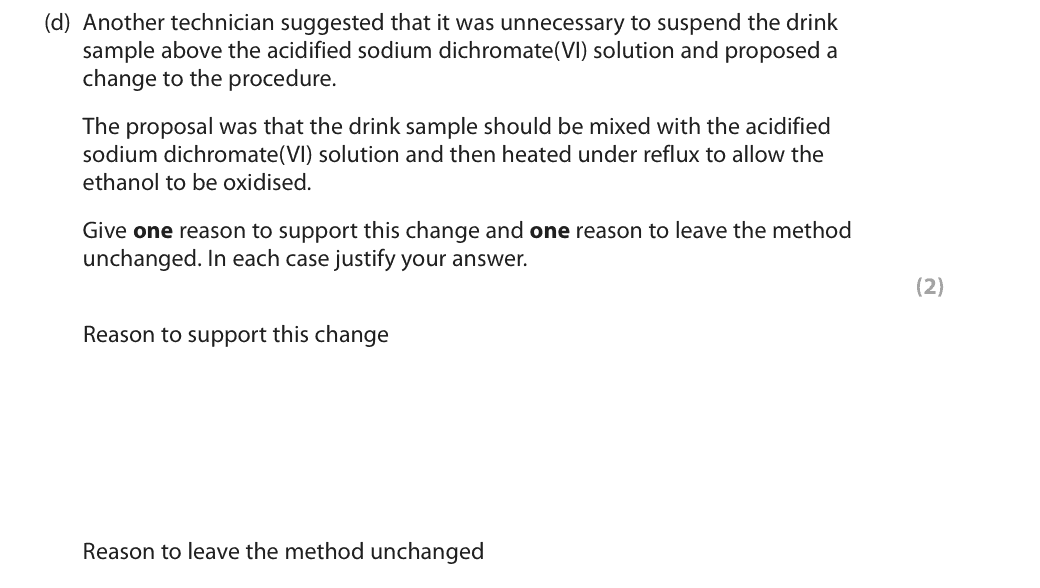 (d) Another technician suggested that it was unnecessary to suspend the drink
sample above the acidified sodium dichromate(VI) solution and proposed a
change to the procedure.
The proposal was that the drink sample should be mixed with the acidified
sodium dichromate(VI) solution and then heated under reflux to allow the
ethanol to be oxidised.
Give one reason to support this change and one reason to leave the method
unchanged. In each case justify your answer.
(2)
Reason to support this change
Reason to leave the method unchanged